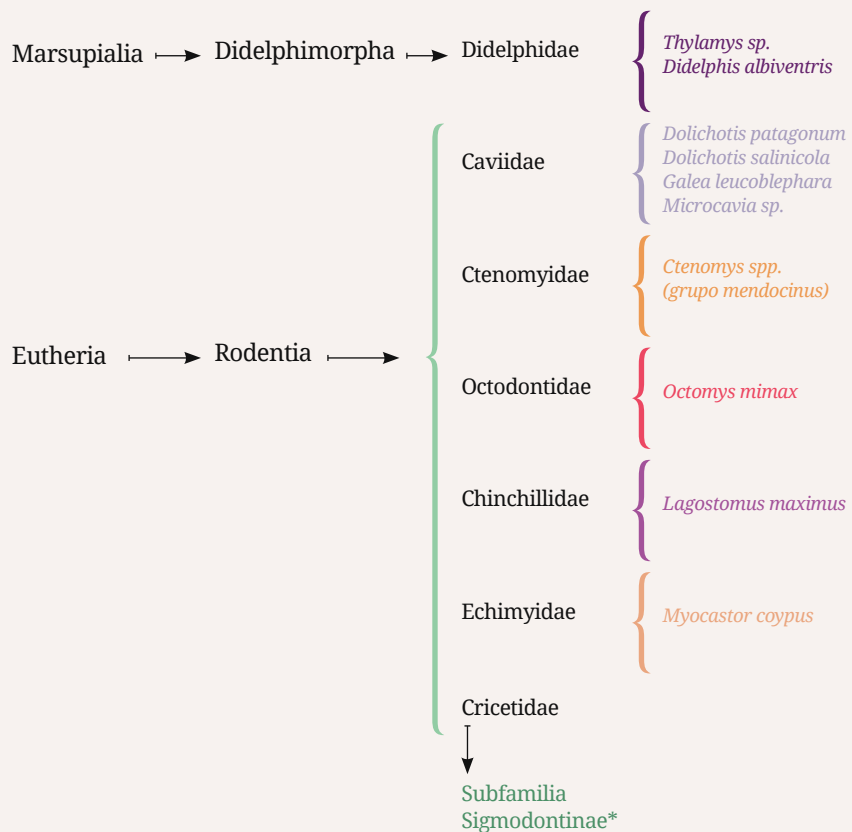 Marsupialia
Didelphimorpha
Didelphidae
Thylamys sp.
Didelphis albiventris
Eutheria
Rodentia
Caviidae
Dolichotis patagonum
Dolichotis salinicola
Galea leucoblephara
Microcavia sp.
Ctenomyidae
Ctenomys spp.
(grupo mendocinus)
Octodontidae
Octomys mimax
Chinchillidae
Lagostomus maximus
Echimyidae
Myocastor coypus
Cricetidae
Subfamilia
Sigmodontinae*